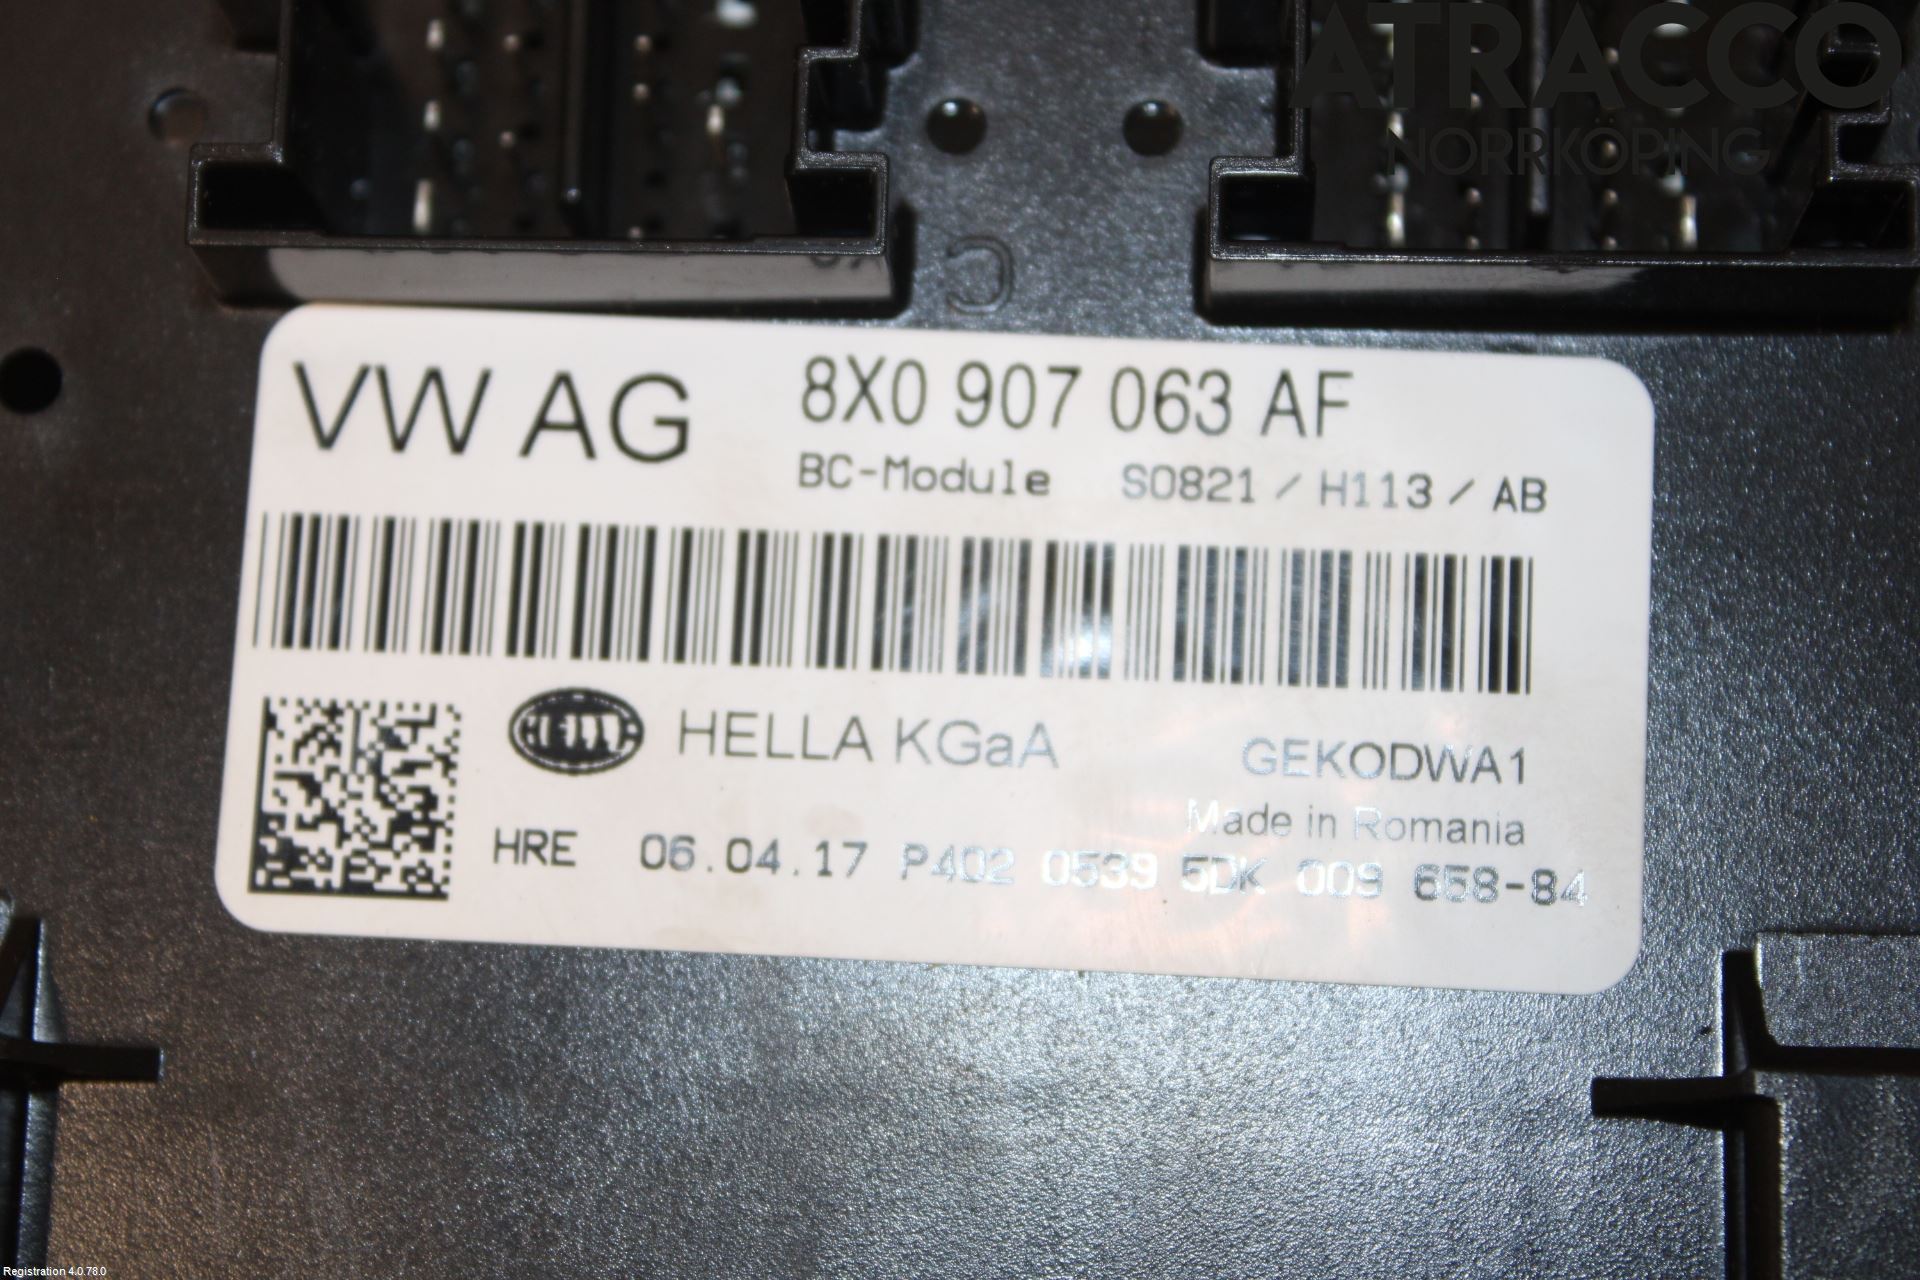 ATRACCO
NORRKÖPING
C
VW AG 8X0 907 063 AF
BC-Module S0821 / H113 / AB
HELLA HELLA KGaA GEKODWA1
Made in Romania
HRE 06.04.17 P402 0539 5DK 009 658-84
Registration 4.0.78.0